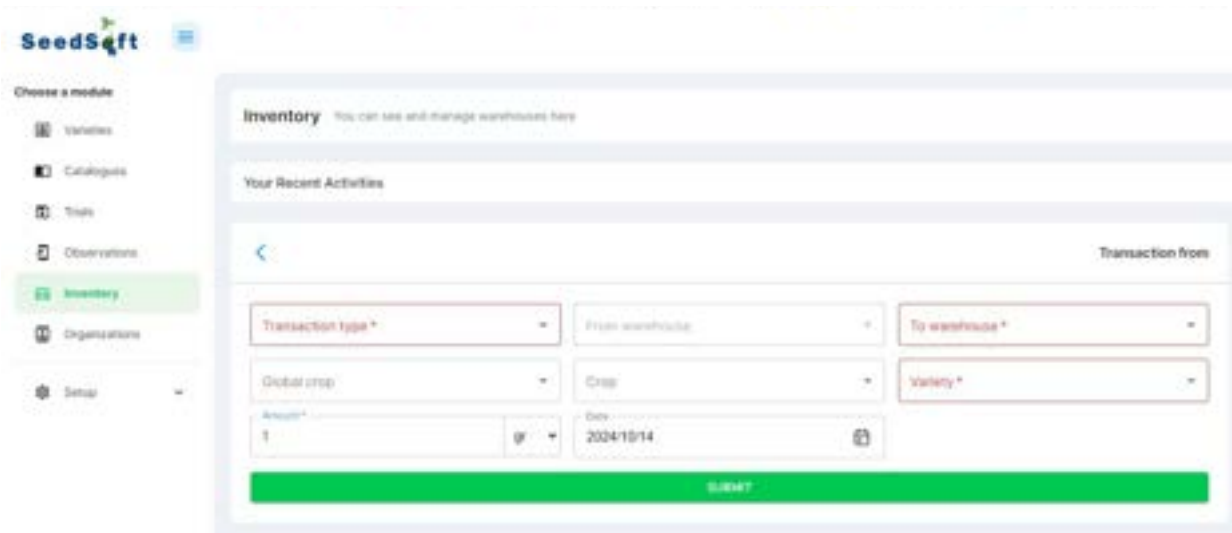 SeedSoft
Choose a module
Varieties
Catalogues
Trials
Observations
Inventory
Organizations
Setup
Inventory You can see and manage warehouses here
Your Recent Activities
Transaction from
Transaction type *
From warehouse
To warehouse *
Global crop
Crop
Variety *
Amount *
1
gr
Date
2024/10/14
SUBMIT